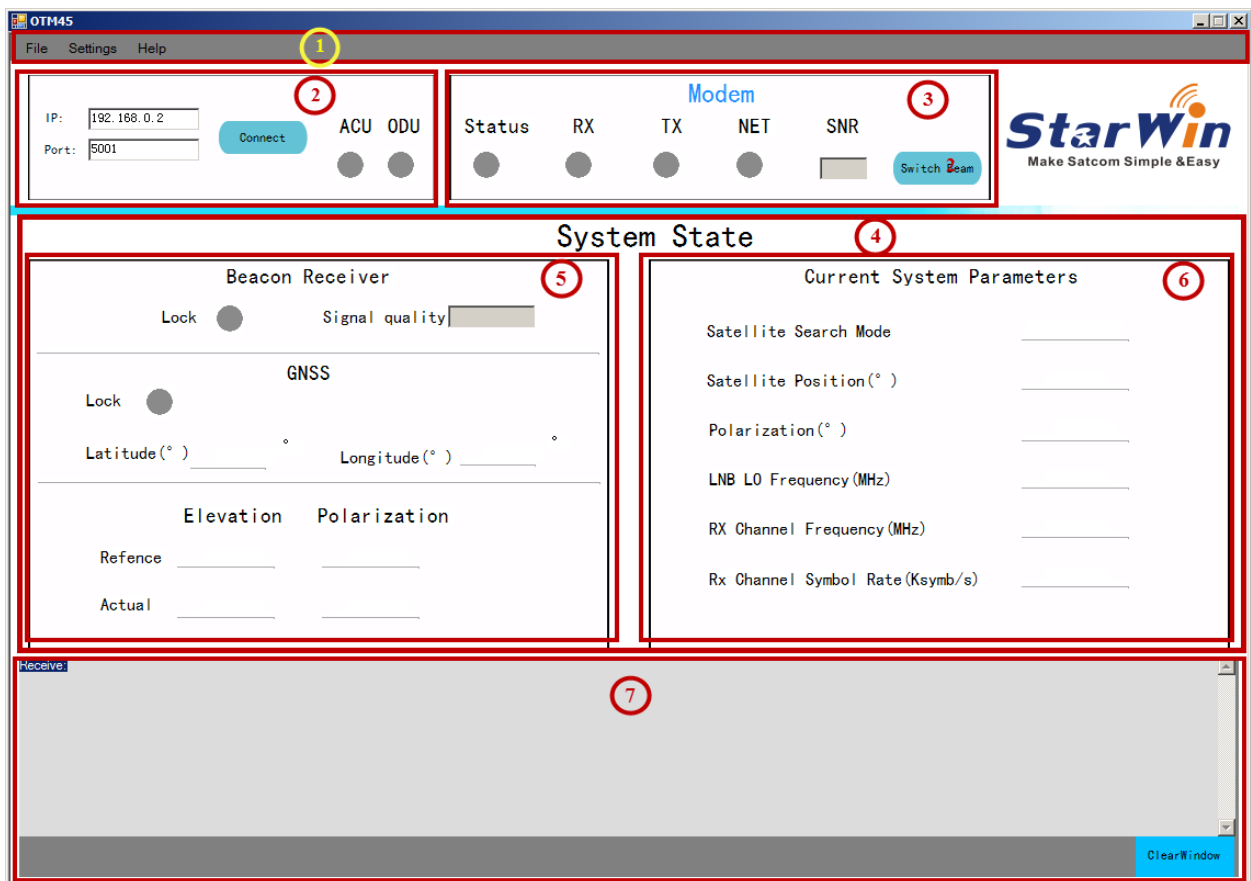 OTM45
File Settings Help
1
2
IP: 192.168.0.2
Port: 5001
Connect
ACU ODU
Modem
3
Status RX TX NET SNR
Switch Beam
2
StarWin
Make Satcom Simple &Easy
System State
4
Beacon Receiver
5
Lock Signal quality
GNSS
Lock
Latitude(° ) ° Longitude(° ) °
Elevation Polarization
Refence
Actual
Current System Parameters
6
Satellite Search Mode
Satellite Position(° )
Polarization(° )
LNB LO Frequency(MHz)
RX Channel Frequency(MHz)
Rx Channel Symbol Rate(Ksymb/s)
Receive:
7
ClearWindow